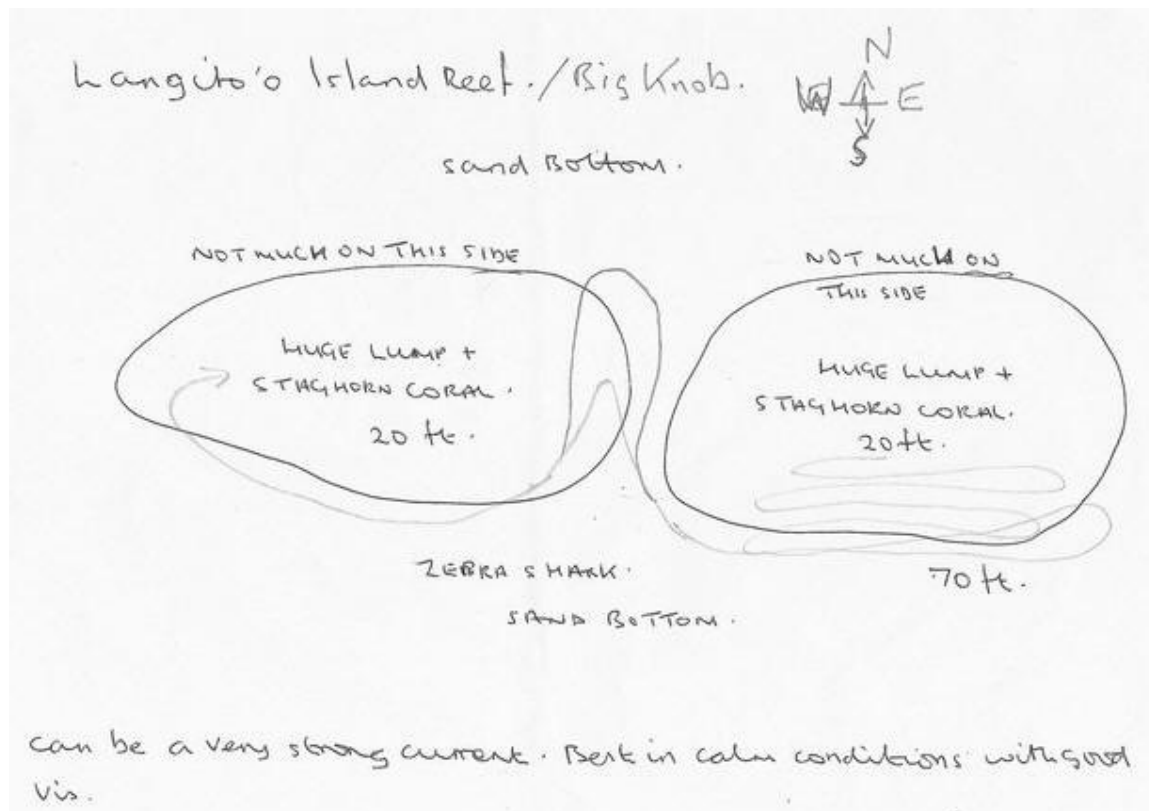 Langito'o Island Reef./Big Knob.
N
W E
S
sand Bottom.
NOT MUCH ON THIS SIDE
NOT MUCH ON
THIS SIDE
HUGE LUMP +
STAGHORN CORAL.
20 ft.
HUGE LUMP +
STAGHORN CORAL.
20 ft.
ZEBRA SHARK.
70 ft.
SAND BOTTOM.
can be a very strong current. Best in calm conditions with good
vis.